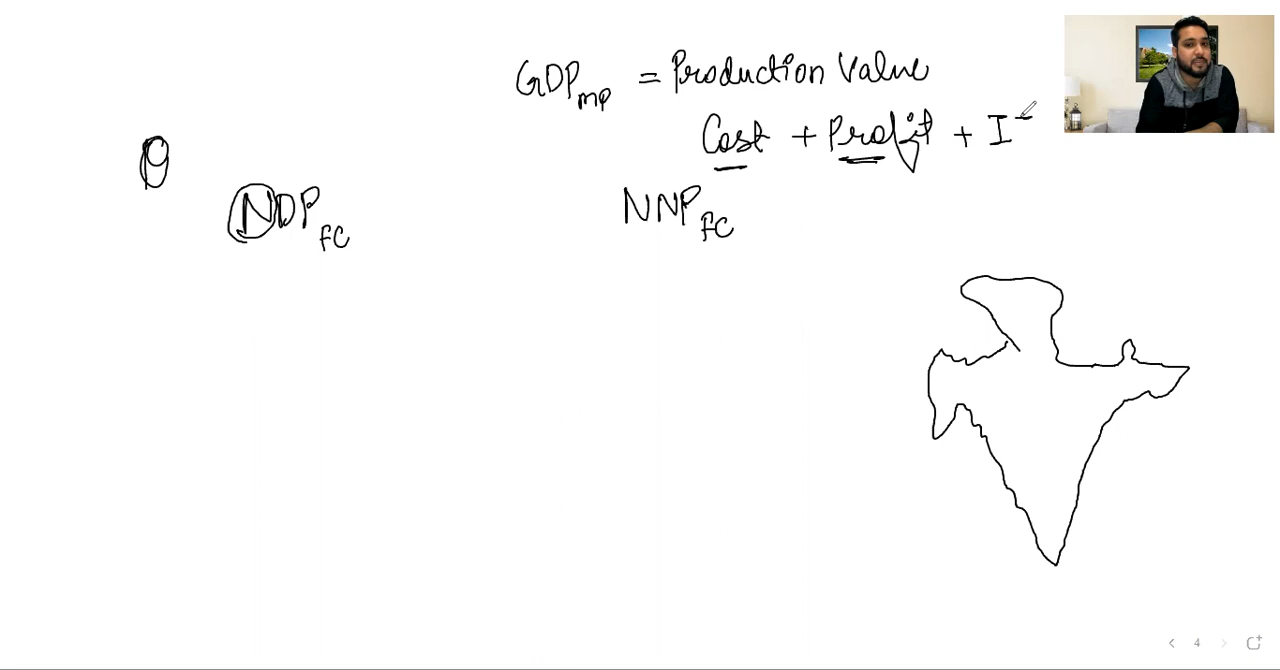 GDPmp = Production Value
Cost + Profit + I
NDPFC
NNPFC
4